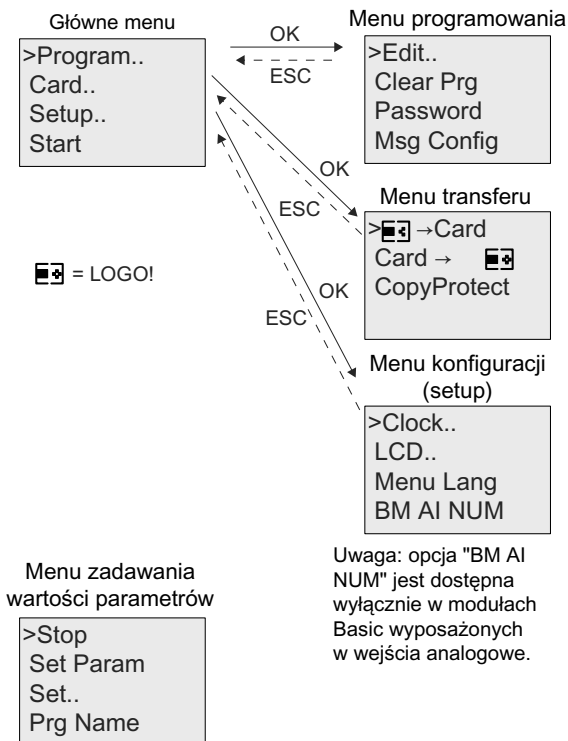 Główne menu
>Program..
Card..
Setup..
Start
OK
ESC
Menu programowania
>Edit..
Clear Prg
Password
Msg Config
OK
ESC
Menu transferu
> →Card
Card →
CopyProtect
= LOGO!
OK
ESC
Menu konfiguracji
(setup)
>Clock..
LCD..
Menu Lang
BM AI NUM
Uwaga: opcja "BM AI
NUM" jest dostępna
wyłącznie w modułach
Basic wyposażonych
w wejścia analogowe.
Menu zadawania
wartości parametrów
>Stop
Set Param
Set..
Prg Name